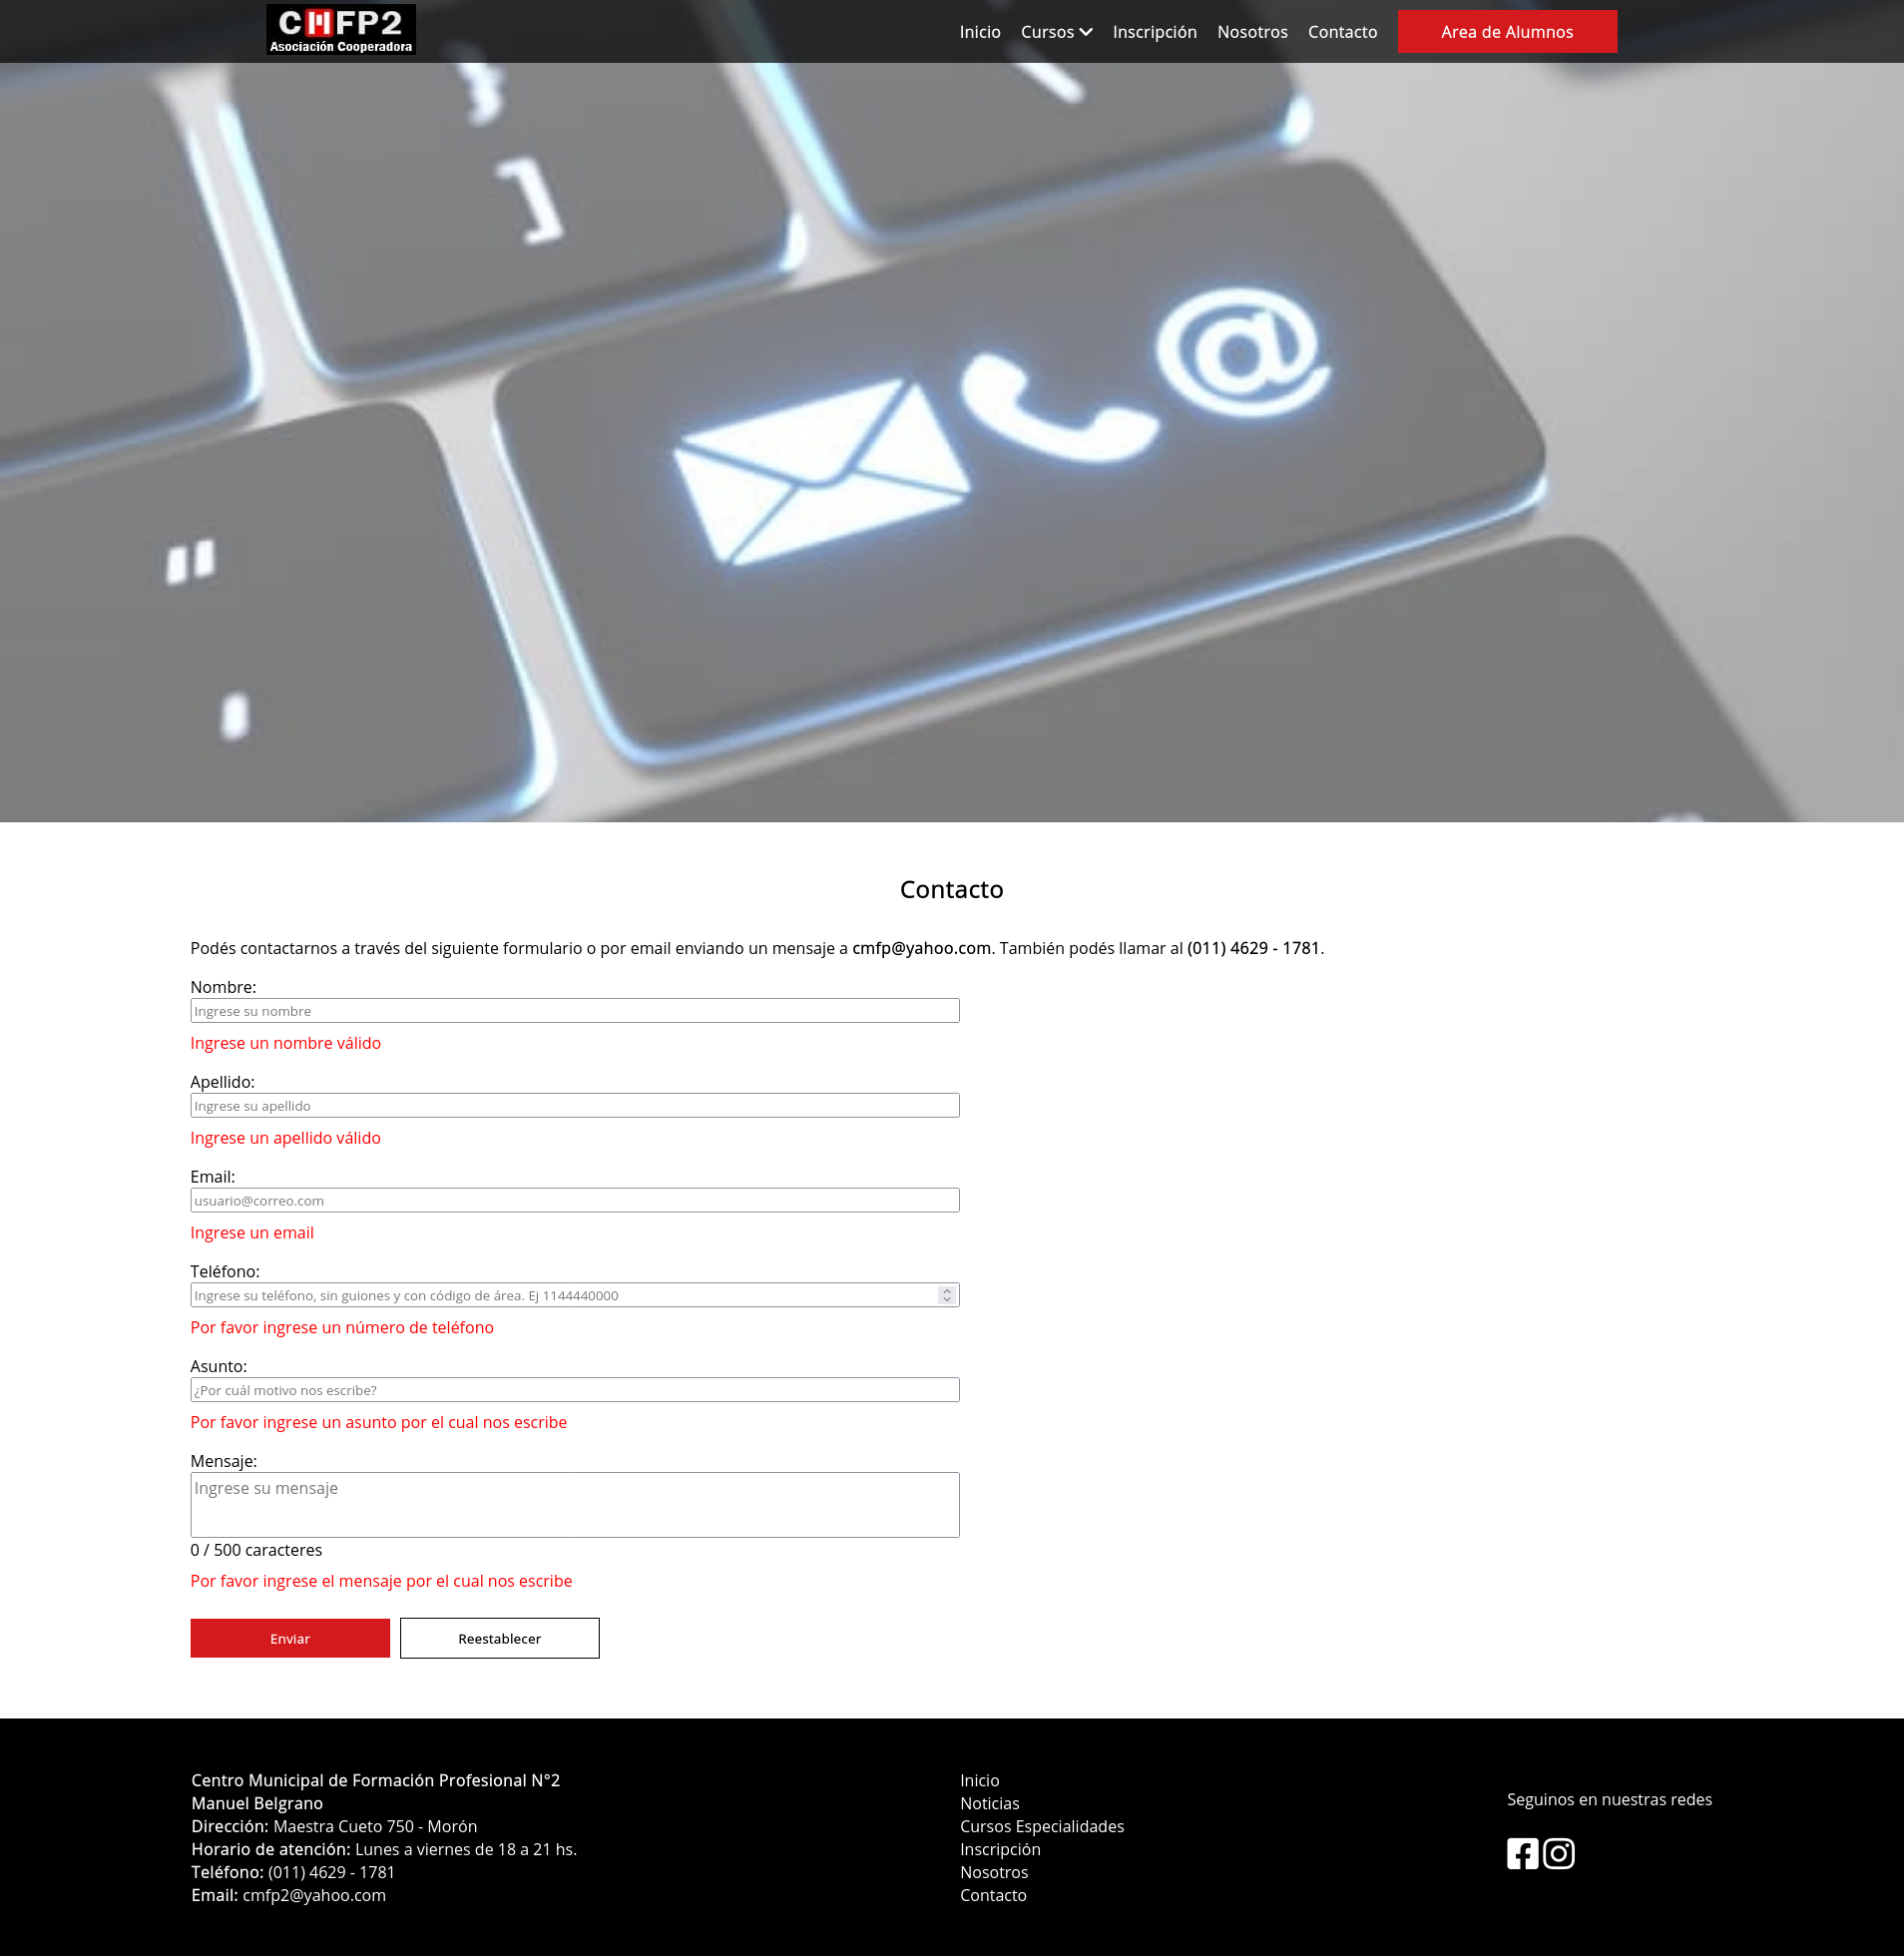 CMFP2
Asociación Cooperadora
Inicio Cursos Inscripción Nosotros Contacto Area de Alumnos
}
]
\
@
"
Contacto
Podés contactarnos a través del siguiente formulario o por email enviando un mensaje a cmfp@yahoo.com. También podés llamar al (011) 4629 - 1781.
Nombre:
Ingrese su nombre
Ingrese un nombre válido
Apellido:
Ingrese su apellido
Ingrese un apellido válido
Email:
usuario@correo.com
Ingrese un email
Teléfono:
Ingrese su teléfono, sin guiones y con código de área. Ej 1144440000
Por favor ingrese un número de teléfono
Asunto:
¿Por cuál motivo nos escribe?
Por favor ingrese un asunto por el cual nos escribe
Mensaje:
Ingrese su mensaje
0 / 500 caracteres
Por favor ingrese el mensaje por el cual nos escribe
Enviar Reestablecer
Centro Municipal de Formación Profesional N°2
Manuel Belgrano
Dirección: Maestra Cueto 750 - Morón
Horario de atención: Lunes a viernes de 18 a 21 hs.
Teléfono: (011) 4629 - 1781
Email: cmfp2@yahoo.com
Inicio
Noticias
Cursos Especialidades
Inscripción
Nosotros
Contacto
Seguinos en nuestras redes